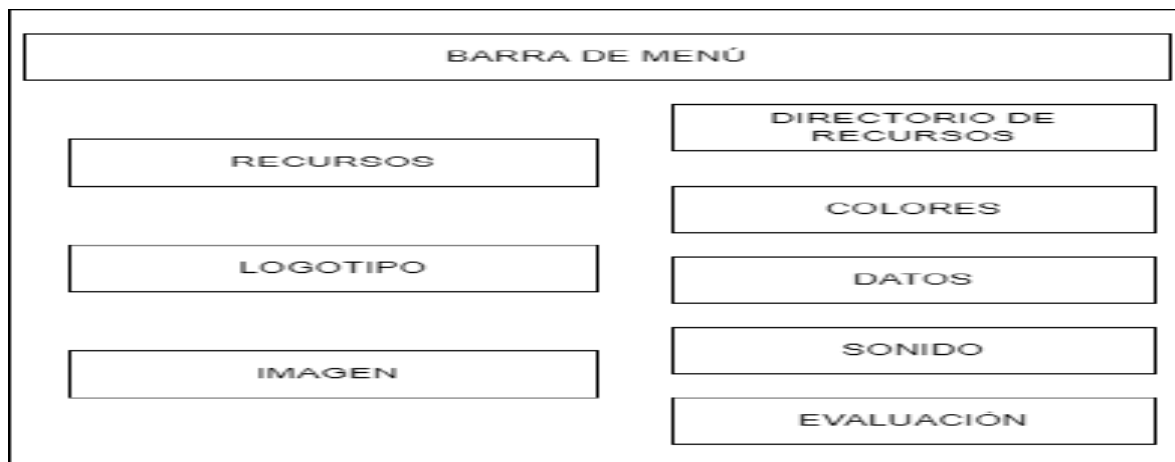 BARRA DE MENÚ
RECURSOS
LOGOTIPO
IMAGEN
DIRECTORIO DE
RECURSOS
COLORES
DATOS
SONIDO
EVALUACIÓN